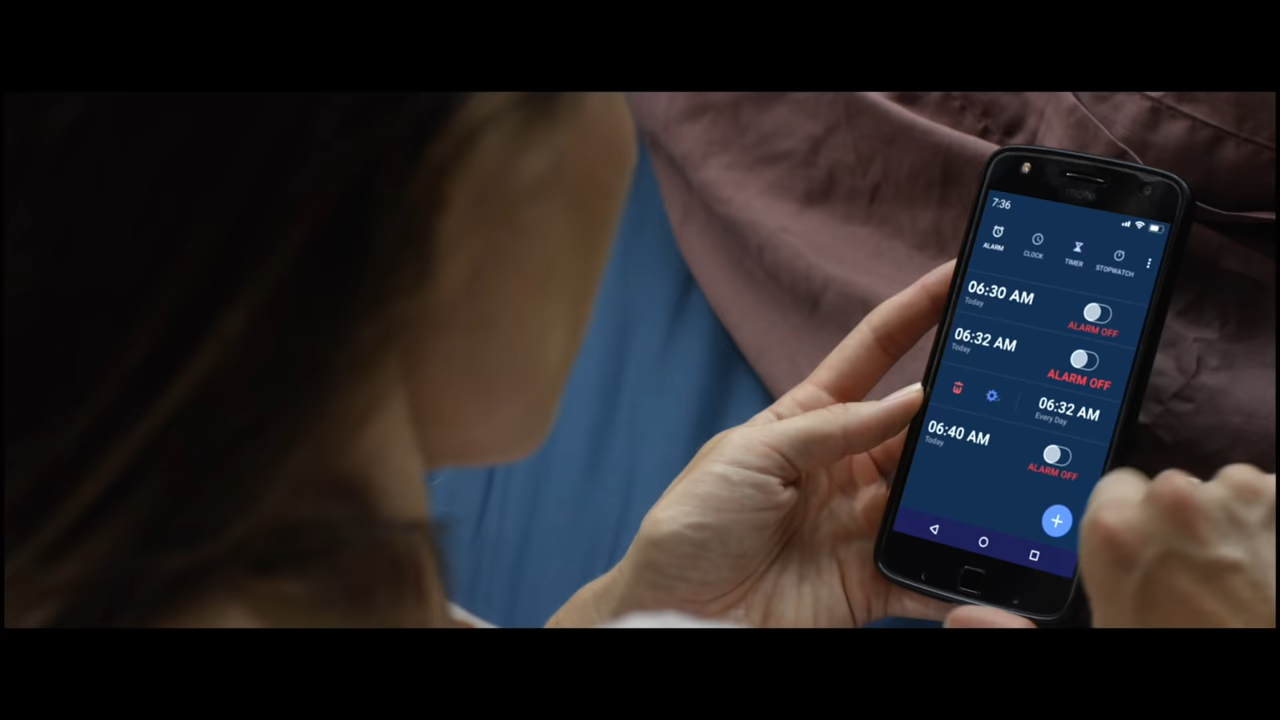 moto
7:36
ALARM CLOCK TIMER STOPWATCH
06:30 AM
Today
ALARM OFF
06:32 AM
Today
ALARM OFF
06:32 AM
Every Day
06:40 AM
Today
ALARM OFF